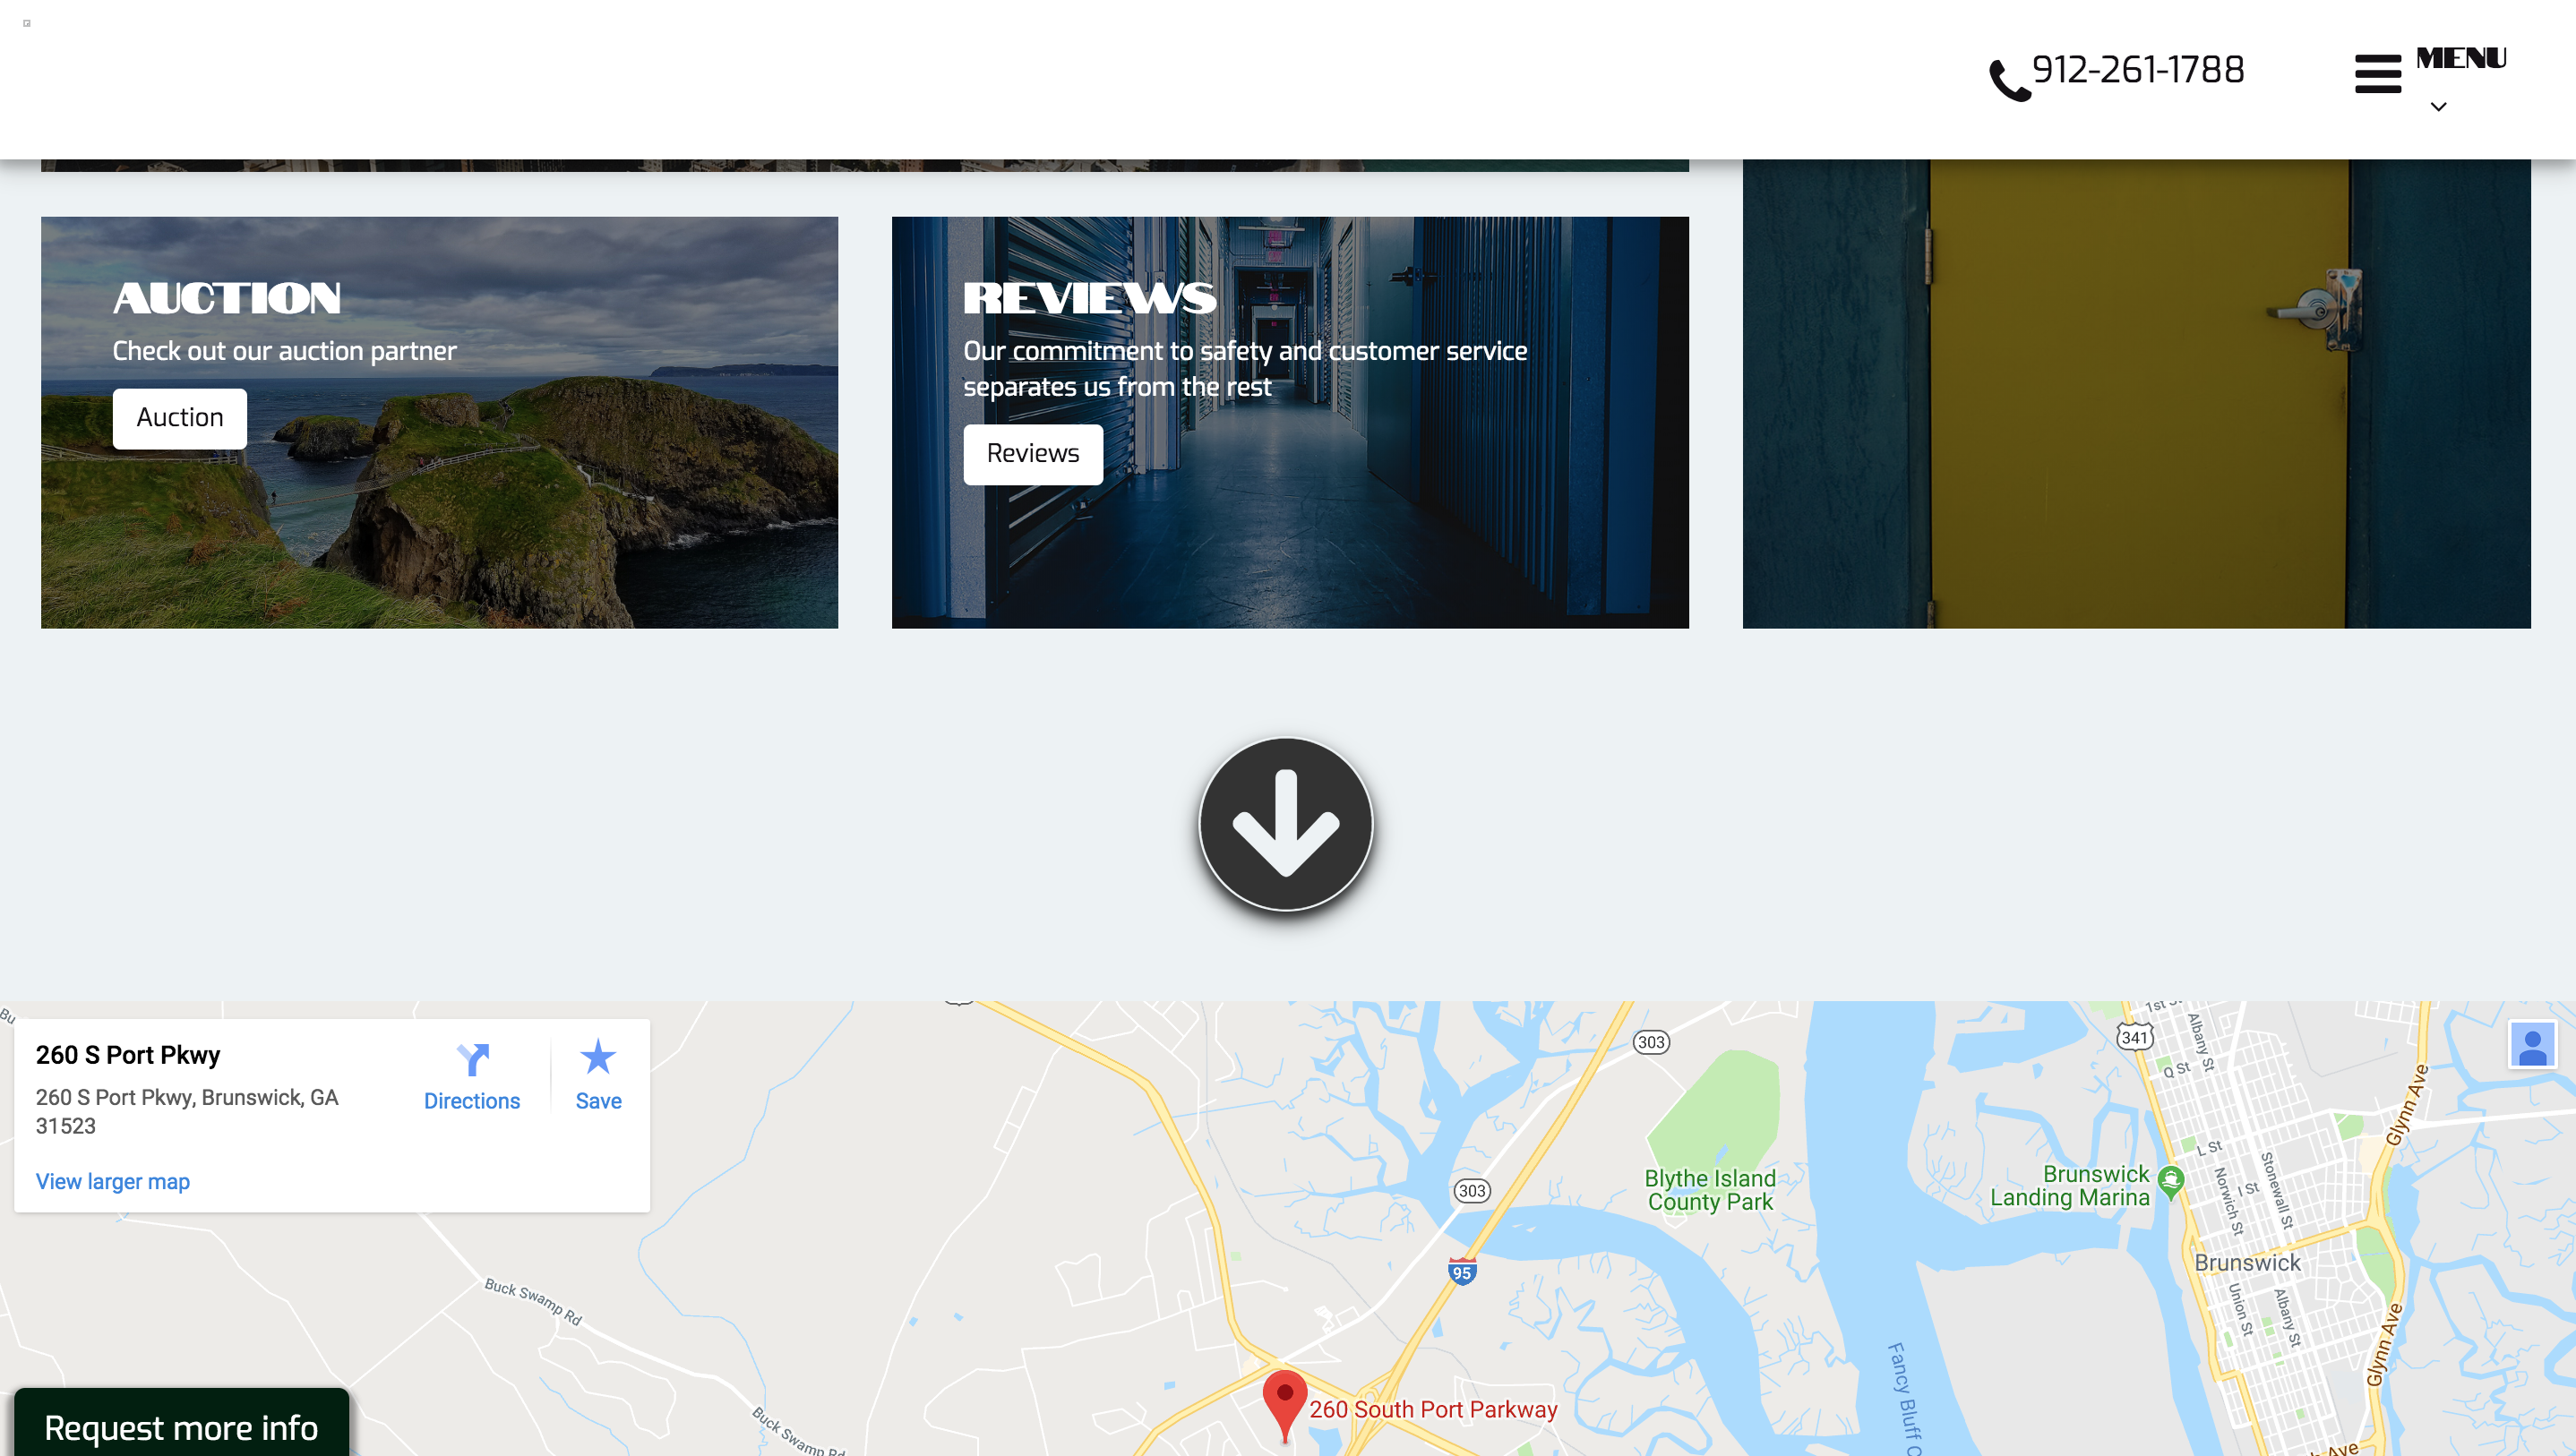 912-261-1788
MENU
AUCTION
Check out our auction partner
Auction
REVIEWS
Our commitment to safety and customer service
separates us from the rest
Reviews
260 S Port Pkwy
260 S Port Pkwy, Brunswick, GA
31523
View larger map
Directions
Save
Bu
303
303
95
341
1st St
Albany St
Q St
Glynn Ave
L St
I St
Stonewall St
Norwich St
Blythe Island
County Park
Brunswick
Landing Marina
Brunswick
Union St
Albany St
Glynn Ave
Buck Swamp Rd
Buck Swamp Rd
Fancy Bluff C
260 South Port Parkway
Ave
Request more info